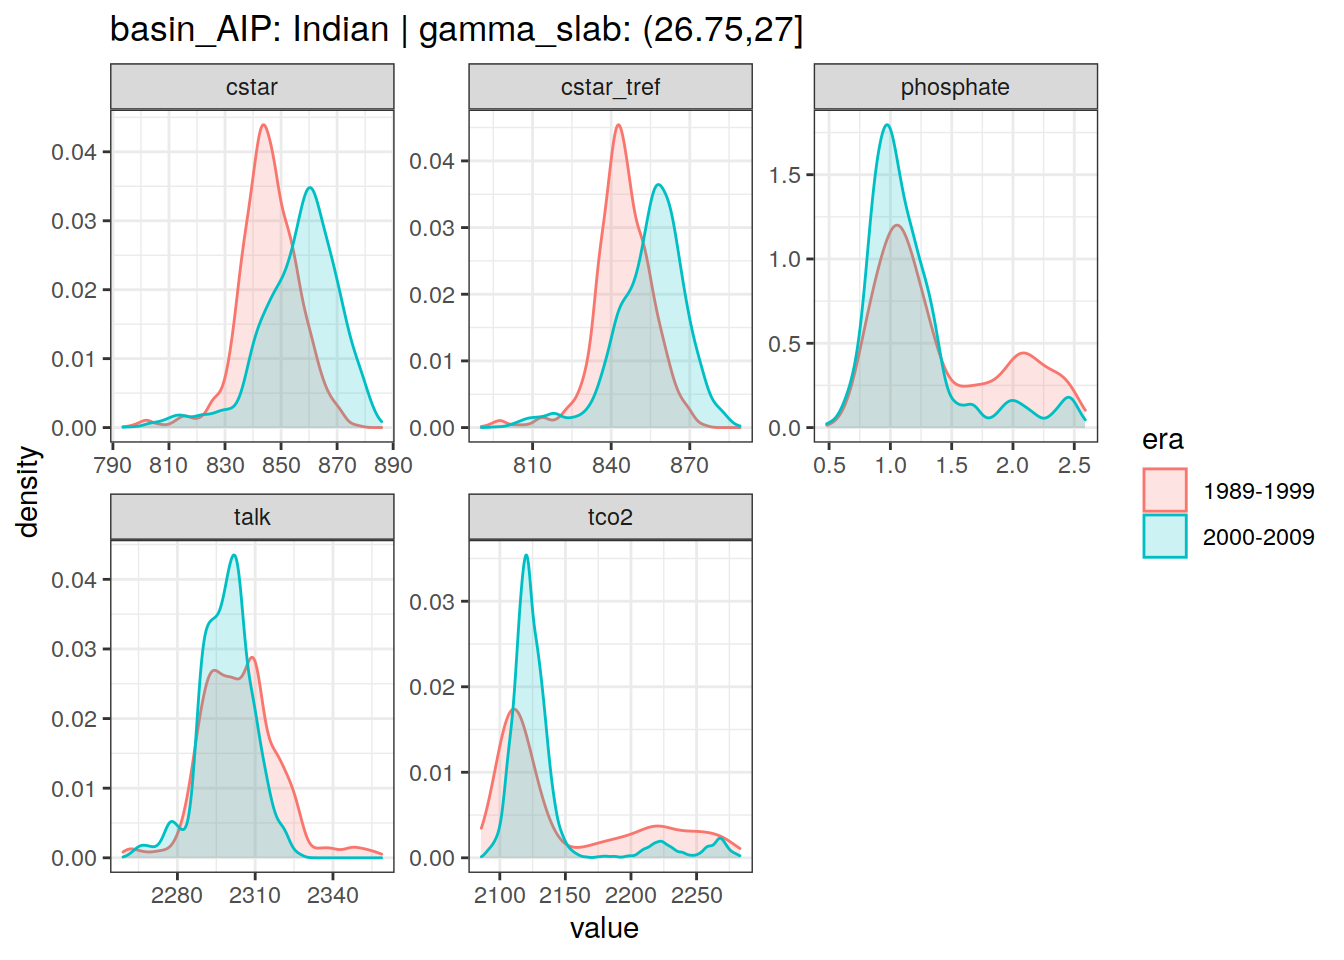 basin_AIP: Indian | gamma_slab: (26.75,27]
cstar
cstar_tref
phosphate
0.04
0.03
0.02
0.01
0.00
790 810 830 850 870 890
0.04
0.03
0.02
0.01
0.00
810 840 870
1.5
1.0
0.5
0.0
0.5 1.0 1.5 2.0 2.5
talk
tco2
0.04
0.03
0.02
0.01
0.00
2280 2310 2340
0.03
0.02
0.01
0.00
2100 2150 2200 2250
density
value
era
1989-1999
2000-2009